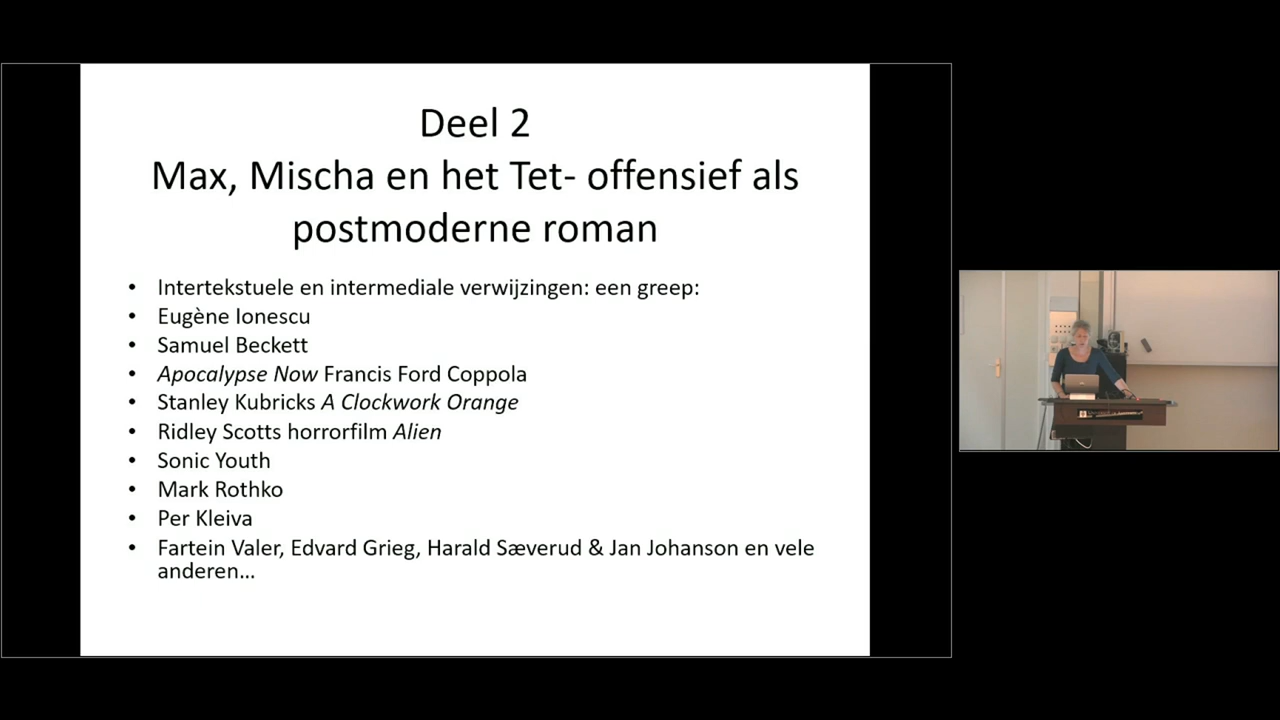 Deel 2
Max, Mischa en het Tet- offensief als
postmoderne roman
• Intertekstuele en intermediale verwijzingen: een greep:
• Eugène Ionescu
• Samuel Beckett
• Apocalypse Now Francis Ford Coppola
• Stanley Kubricks A Clockwork Orange
• Ridley Scotts horrorfilm Alien
• Sonic Youth
• Mark Rothko
• Per Kleiva
• Fartein Valer, Edvard Grieg, Harald Sæverud & Jan Johanson en vele
anderen...